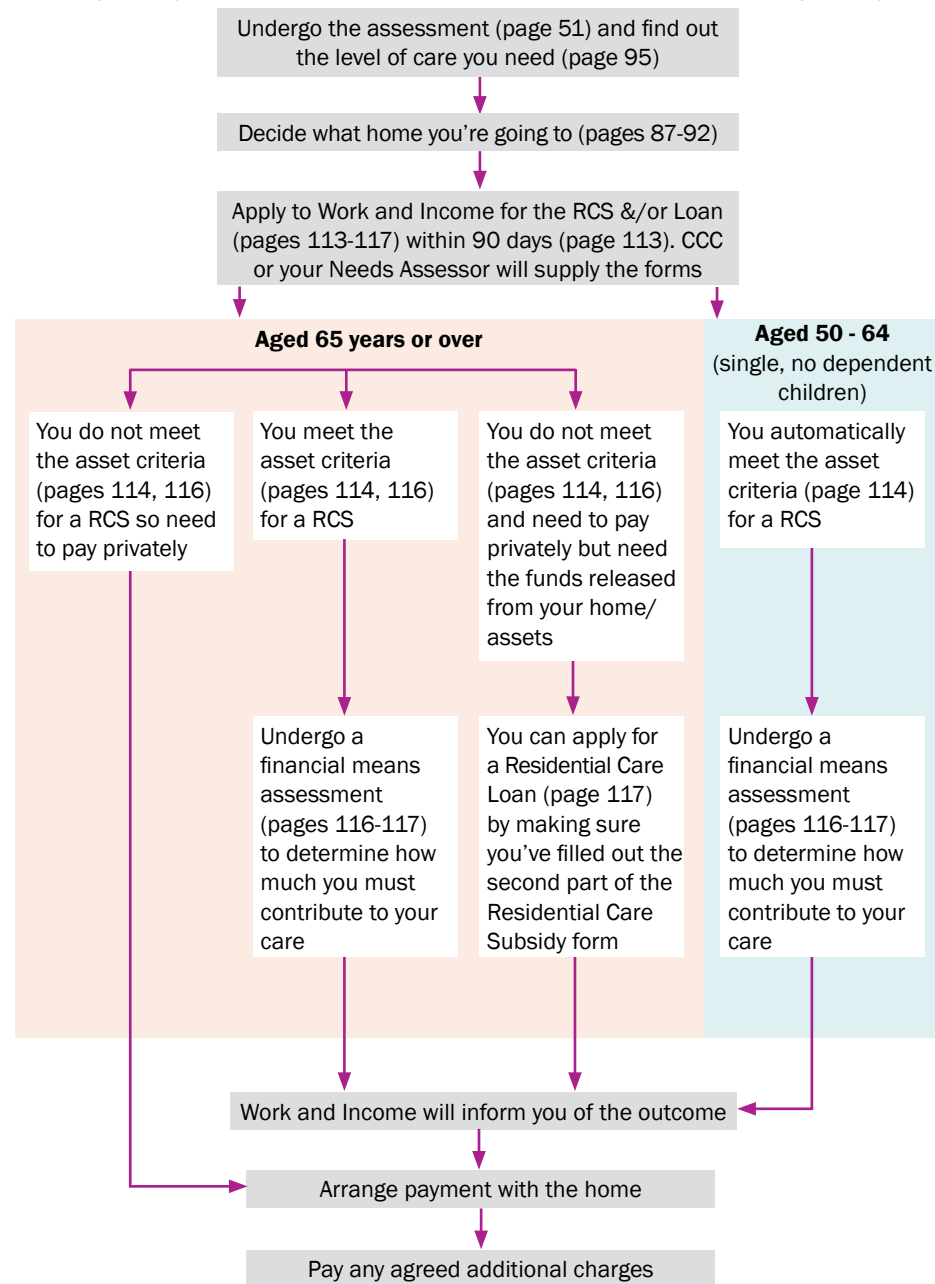 Undergo the assessment (page 51) and find out
the level of care you need (page 95)
Decide what home you're going to (pages 87-92)
Apply to Work and Income for the RCS &/or Loan
(pages 113-117) within 90 days (page 113). CCC
or your Needs Assessor will supply the forms
Aged 65 years or over
You do not meet
the asset criteria
(pages 114, 116)
for a RCS so need
to pay privately
You meet the
asset criteria
(pages 114, 116)
for a RCS
Undergo a
financial means
assessment
(pages 116-117)
to determine how
much you must
contribute to your
care
You do not meet
the asset criteria
(pages 114, 116)
and need to pay
privately but need
the funds released
from your home/
assets
You can apply for
a Residential Care
Loan (page 117)
by making sure
you've filled out the
second part of the
Residential Care
Subsidy form
Aged 50 - 64
(single, no dependent
children)
You automatically
meet the asset
criteria (page 114)
for a RCS
Undergo a
financial means
assessment
(pages 116-117)
to determine how
much you must
contribute to your
care
Work and Income will inform you of the outcome
Arrange payment with the home
Pay any agreed additional charges